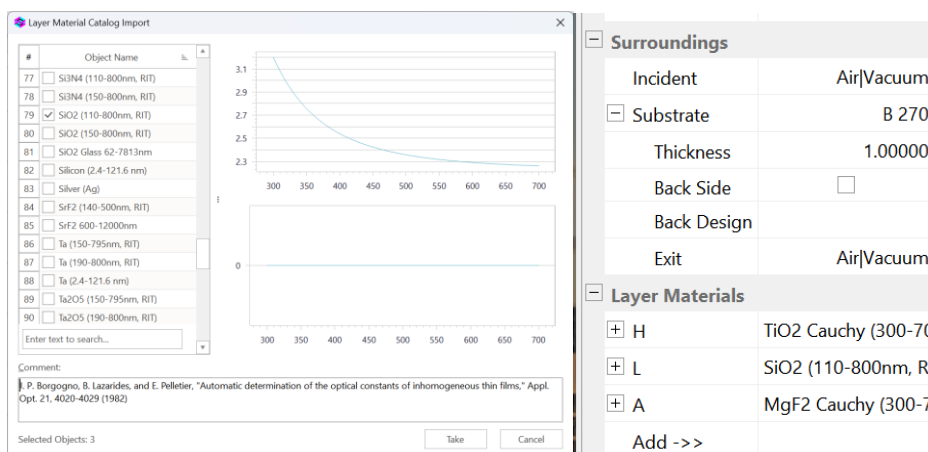 Layer Material Catalog Import
# Object Name
77 Si3N4 (110-800nm, RIT)
78 Si3N4 (150-800nm, RIT)
79 SiO2 (110-800nm, RIT)
80 SiO2 (150-800nm, RIT)
81 SiO2 Glass 62-7813nm
82 Silicon (2.4-121.6 nm)
83 Silver (Ag)
84 SrF2 (140-500nm, RIT)
85 SrF2 600-12000nm
86 Ta (150-795nm, RIT)
87 Ta (190-800nm, RIT)
88 Ta (2.4-121.6 nm)
89 Ta2O5 (150-795nm, RIT)
90 Ta2O5 (190-800nm, RIT)
Enter text to search...
3.1
2.9
2.7
2.5
2.3
300 350 400 450 500 550 600 650 700
0
300 350 400 450 500 550 600 650 700
Comment:
J. P. Borgogno, B. Lazarides, and E. Pelletier, "Automatic determination of the optical constants of inhomogeneous thin films," Appl.
Opt. 21, 4020-4029 (1982)
Selected Objects: 3
Take
Cancel
Surroundings
Incident Air|Vacuum
Substrate B 270
Thickness 1.00000
Back Side
Back Design
Exit Air|Vacuum
Layer Materials
H TiO2 Cauchy (300-70
L SiO2 (110-800nm, R
A MgF2 Cauchy (300-7
Add ->>